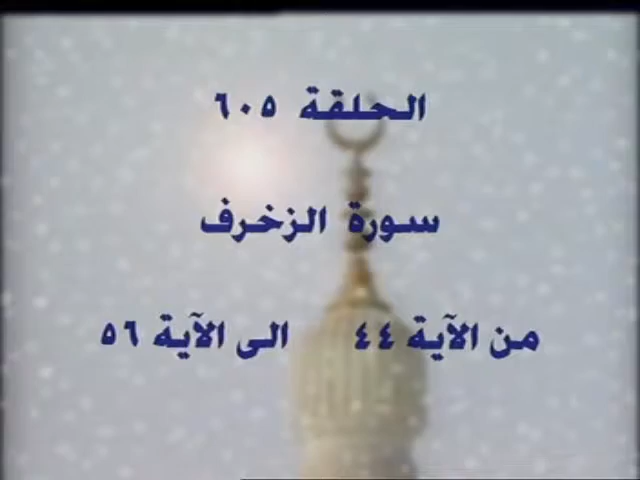 الحلقة ٦٠٥
سورة الزخرف
من الآية ٤٤ الى الآية ٥٦